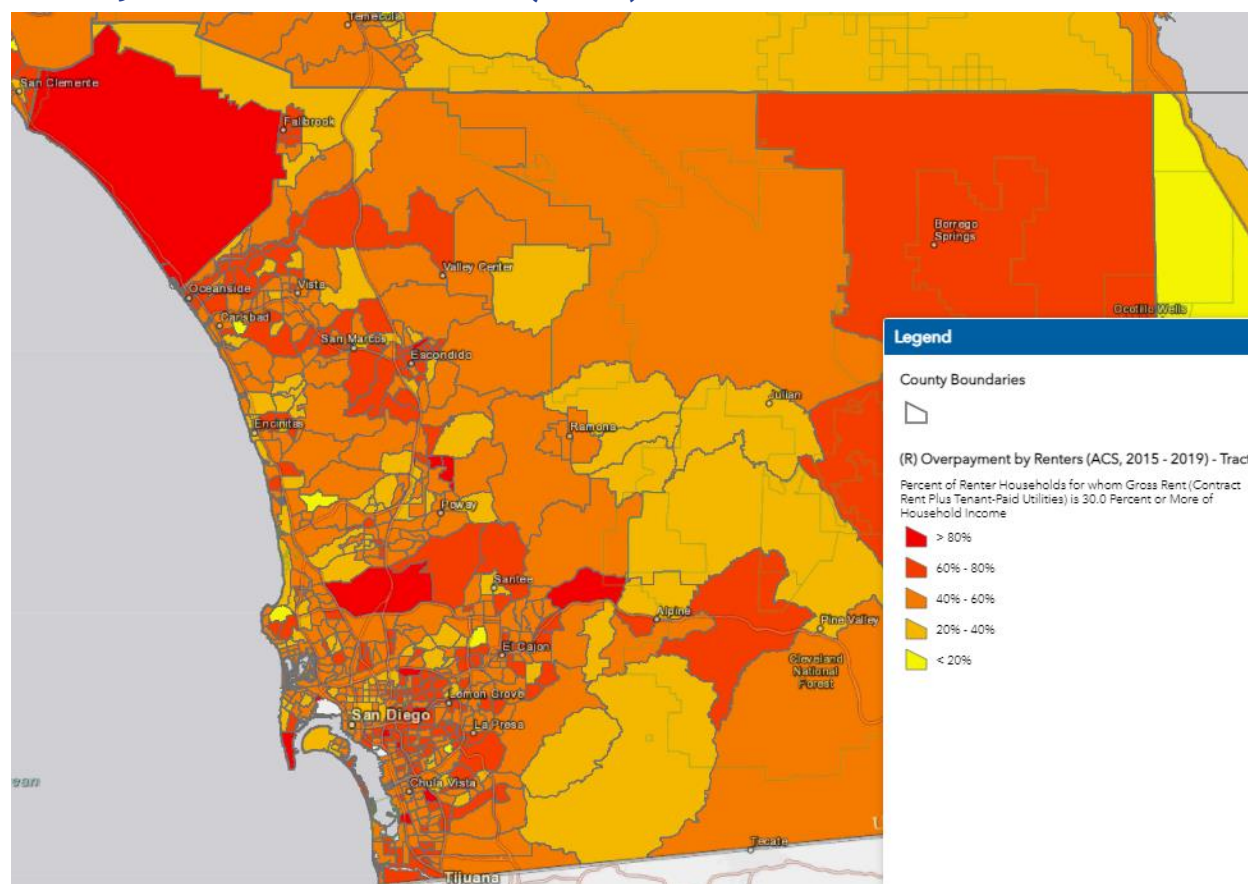 Temecula
San Clemente
Fallbrook
Borrego
Springs
Valley Center
Oceanside
Vista
Ocotillo Wells
Carlsbad
San Marcos
Escondido
Julian
Encinitas
Ramona
Poway
Santee
Alpine
Pine Valley
El Cajon
Cleveland
National
Forest
Lemon Grove
San Diego
La Presa
Chula Vista
Tecate
Tijuana
Legend
County Boundaries
(R) Overpayment by Renters (ACS, 2015 - 2019) - Tract
Percent of Renter Households for whom Gross Rent (Contract
Rent Plus Tenant-Paid Utilities) is 30.0 Percent or More of
Household Income
> 80%
60% - 80%
40% - 60%
20% - 40%
< 20%